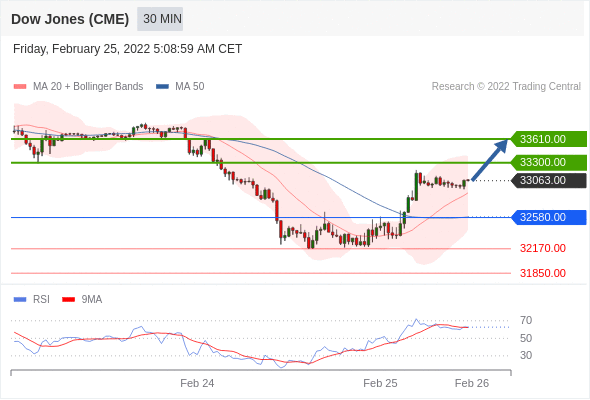 Dow Jones (CME) 30 MIN
Friday, February 25, 2022 5:08:59 AM CET
MA 20 + Bollinger Bands MA 50 Research © 2022 Trading Central
33610.00
33300.00
33063.00
32580.00
32170.00
31850.00
RSI 9MA
70
50
30
Feb 24 Feb 25 Feb 26